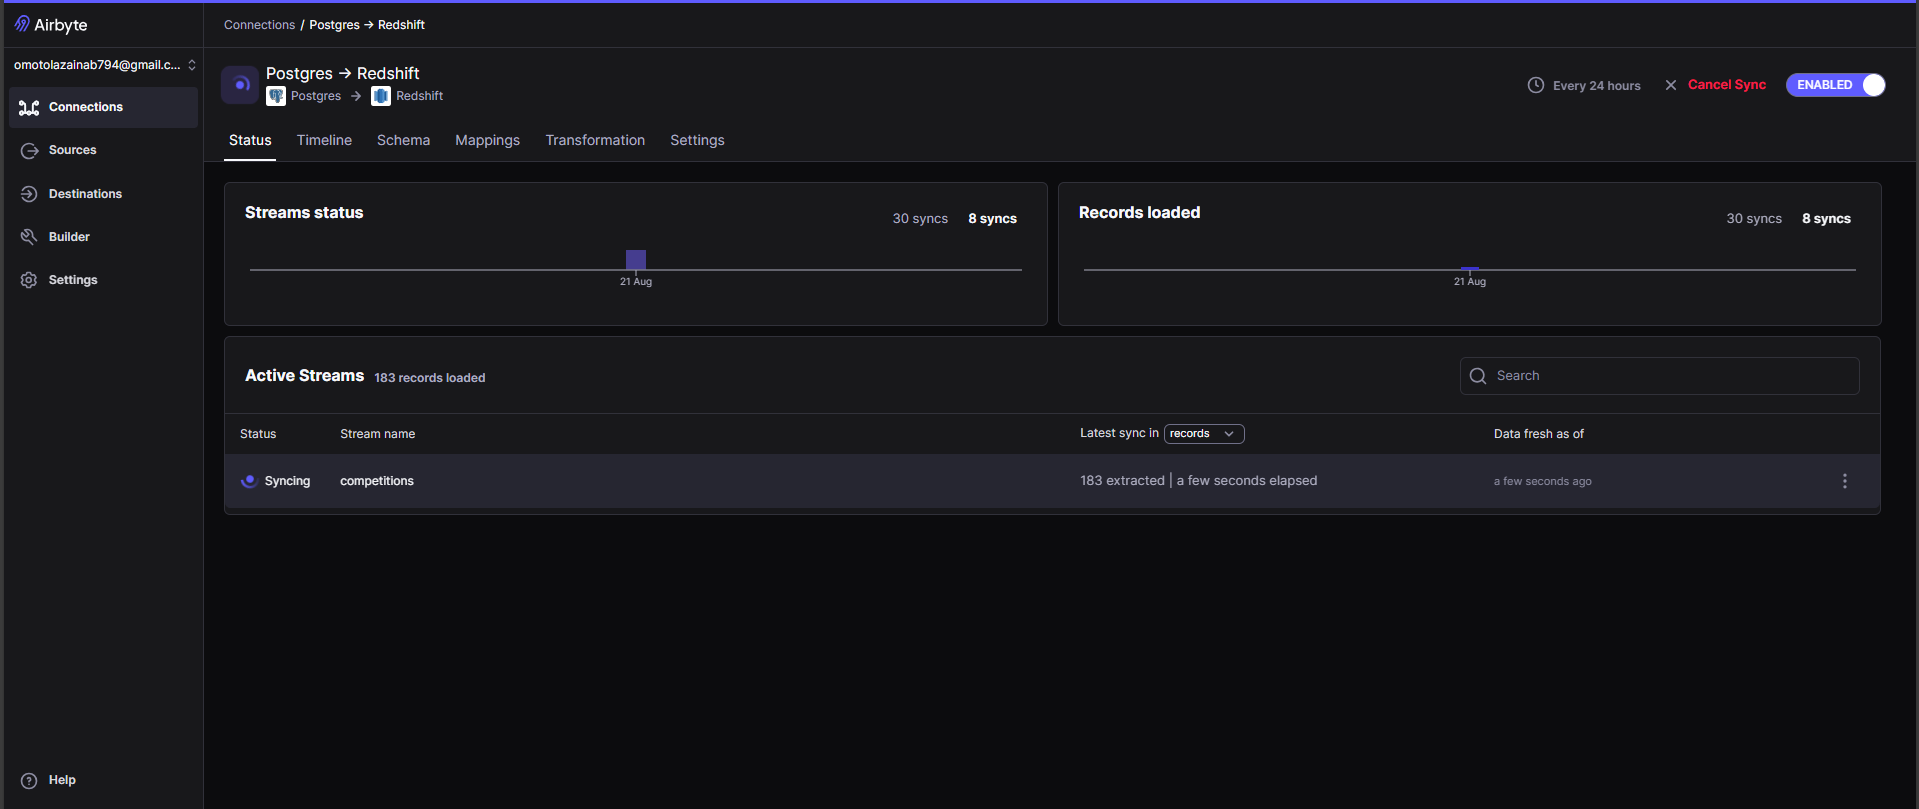 Airbyte
omotolazainab794@gmail.c...
Connections
Sources
Destinations
Builder
Settings
Help
Connections / Postgres → Redshift
Postgres → Redshift
Postgres → Redshift
Every 24 hours
Cancel Sync
ENABLED
Status Timeline Schema Mappings Transformation Settings
Streams status
30 syncs 8 syncs
21 Aug
Records loaded
30 syncs 8 syncs
21 Aug
Active Streams 183 records loaded
Search
Status Stream name Latest sync in records Data fresh as of
Syncing competitions 183 extracted | a few seconds elapsed a few seconds ago